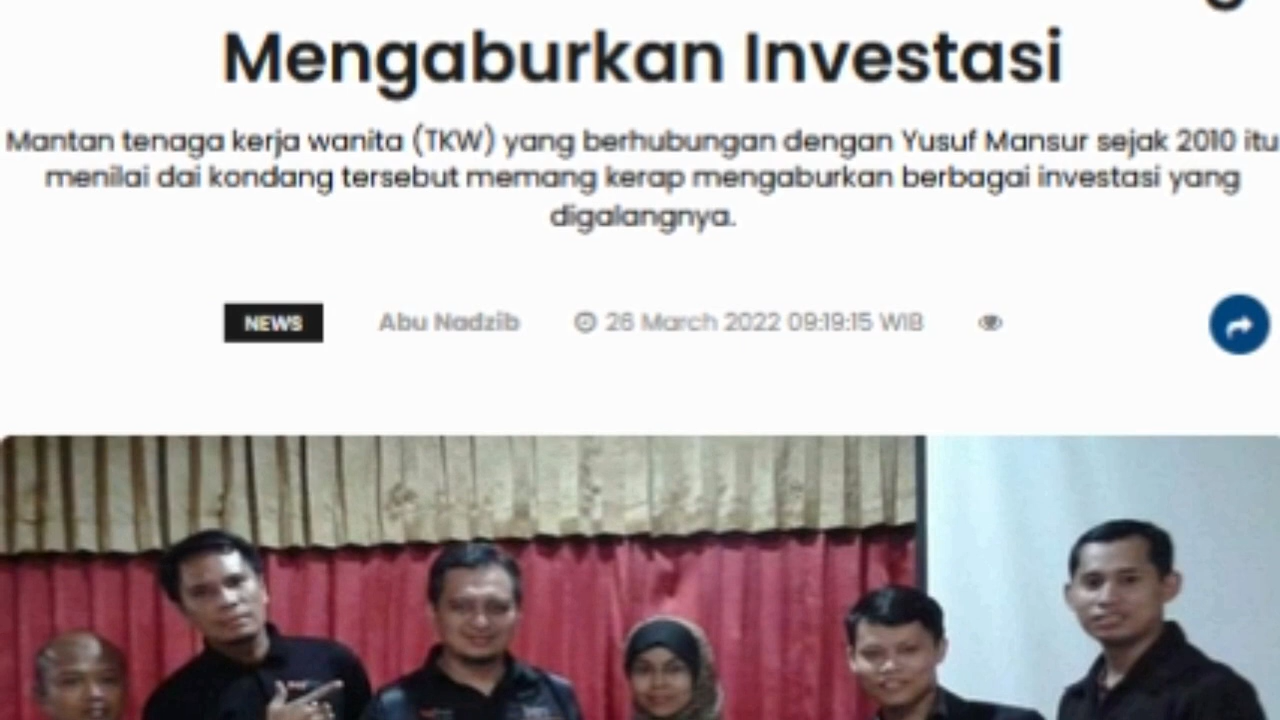 Mengaburkan Investasi
Mantan tenaga kerja wanita (TKW) yang berhubungan dengan Yusuf Mansur sejak 2010 itu
menilai dai kondang tersebut memang kerap mengaburkan berbagai investasi yang
digalangnya.
NEWS Abu Nadzib 26 March 2022 09:19:15 WIB